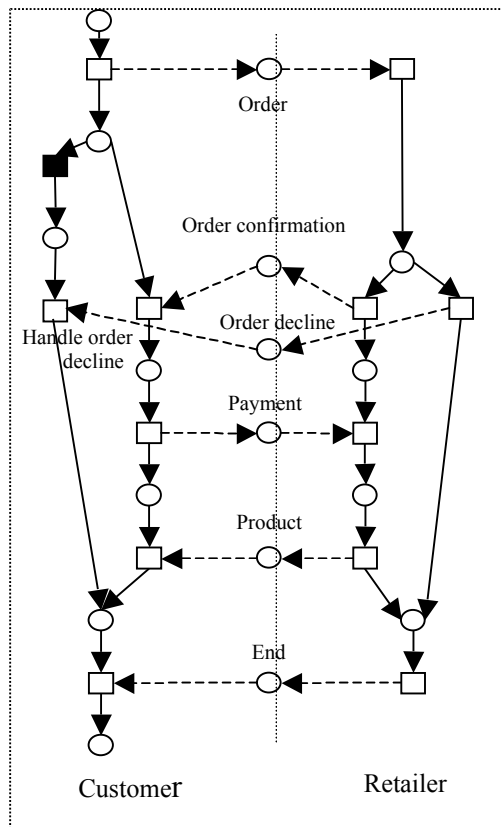 Order
Order confirmation
Order decline
Handle order
decline
Payment
Product
End
Customer
Retailer